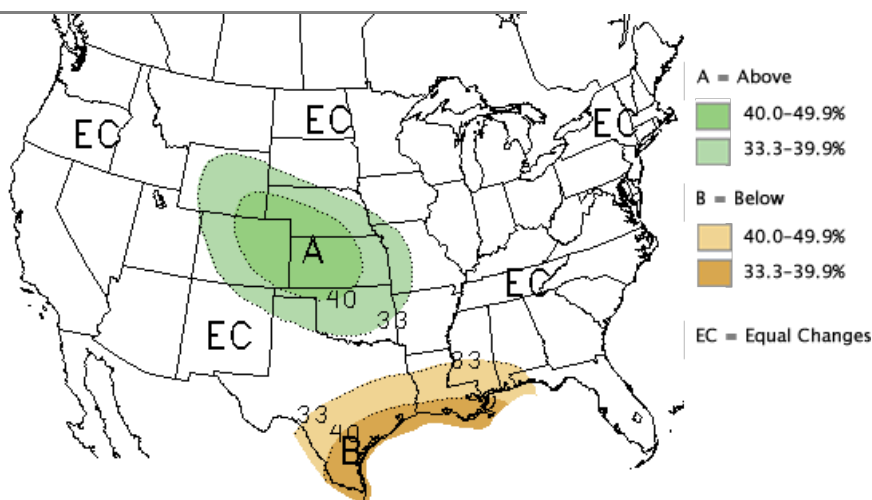 EC
EC
EC
A
40
33
EC
EC
33
33
40
B
A = Above
40.0-49.9%
33.3-39.9%
B = Below
40.0-49.9%
33.3-39.9%
EC = Equal Changes